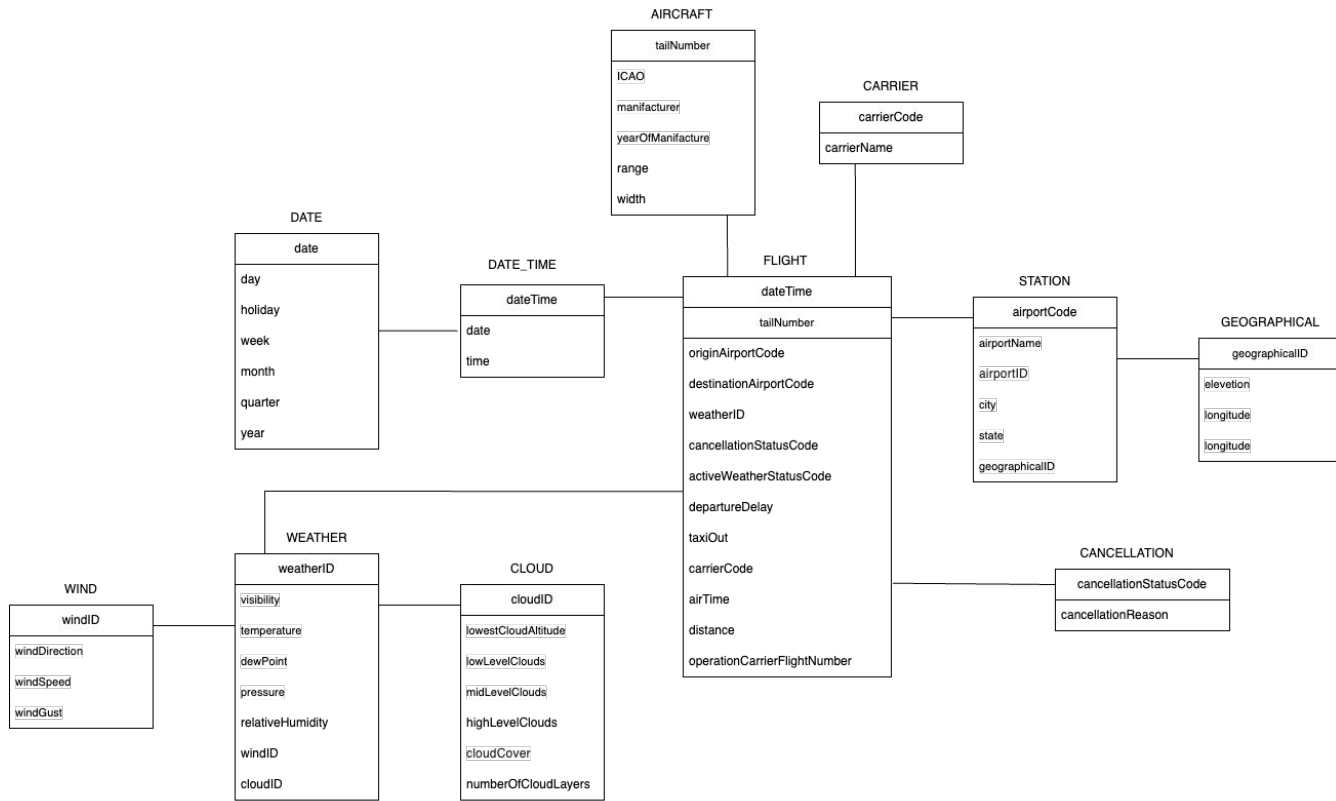 AIRCRAFT
tailNumber
ICAO
manifacturer
yearOfManifacture
range
width
CARRIER
carrierCode
carrierName
DATE
date
day
holiday
week
month
quarter
year
DATE_TIME
dateTime
date
time
FLIGHT
dateTime
tailNumber
originAirportCode
destinationAirportCode
weatherID
cancellationStatusCode
activeWeatherStatusCode
departureDelay
taxiOut
carrierCode
airTime
distance
operationCarrierFlightNumber
STATION
airportCode
airportName
airportID
city
state
geographicalID
GEOGRAPHICAL
geographicalID
elevetion
longitude
longitude
WEATHER
weatherID
visibility
temperature
dewPoint
pressure
relativeHumidity
windID
cloudID
WIND
windID
windDirection
windSpeed
windGust
CLOUD
cloudID
lowestCloudAltitude
lowLevelClouds
midLevelClouds
highLevelClouds
cloudCover
numberOfCloudLayers
CANCELLATION
cancellationStatusCode
cancellationReason